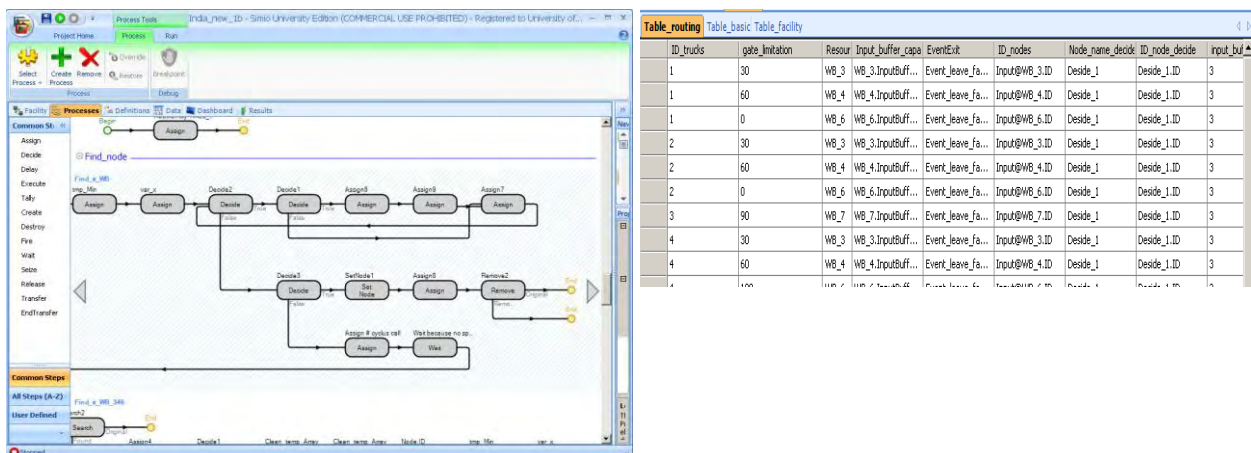 Process Tools
India_new_1D - Simio University Edition (COMMERCIAL USE PROHIBITED) - Registered to University of...
Project Home Process Run
Select Process Create Process Remove Override Restore Breakpoint
Process Debug
Facility Processes Definitions Data Dashboard Results
Common St
Assign
Decide
Delay
Execute
Tally
Create
Destroy
Fire
Wait
Seize
Release
Transfer
EndTransfer
Common Steps
All Steps (A-Z)
User Defined
Stopped
Begin End
Assign
Find_node
Find_a_WB
tmp_Min var_x Decide2 Decide1 Assign8 Assign9 Assign7
Assign Assign Decide Decide Assign Assign Assign
True True
False False
Decide3 SetNode1 Assign8 Remove2 End
Decide Set Node Assign Remove
True Original
False End
Assign # cyclus call Wait because no sp...
Assign Wait
Find_a_WB_346
End
Search Original
Found Assign4 Decide1 Clean_temp_Array Clean_temp_Array Node.ID tmp_Min var_x
Table_routing Table_basic Table_facility
ID_trucks gate_limitation Resour Input_buffer_capa EventExit ID_nodes Node_name_decide ID_node_decide input_buf
1 30 WB_3 WB_3.InputBuff... Event_leave_fa... Input@WB_3.ID Deside_1 Deside_1.ID 3
1 60 WB_4 WB_4.InputBuff... Event_leave_fa... Input@WB_4.ID Deside_1 Deside_1.ID 3
1 0 WB_6 WB_6.InputBuff... Event_leave_fa... Input@WB_6.ID Deside_1 Deside_1.ID 3
2 30 WB_3 WB_3.InputBuff... Event_leave_fa... Input@WB_3.ID Deside_1 Deside_1.ID 3
2 60 WB_4 WB_4.InputBuff... Event_leave_fa... Input@WB_4.ID Deside_1 Deside_1.ID 3
2 0 WB_6 WB_6.InputBuff... Event_leave_fa... Input@WB_6.ID Deside_1 Deside_1.ID 3
3 90 WB_7 WB_7.InputBuff... Event_leave_fa... Input@WB_7.ID Deside_1 Deside_1.ID 3
4 30 WB_3 WB_3.InputBuff... Event_leave_fa... Input@WB_3.ID Deside_1 Deside_1.ID 3
4 60 WB_4 WB_4.InputBuff... Event_leave_fa... Input@WB_4.ID Deside_1 Deside_1.ID 3